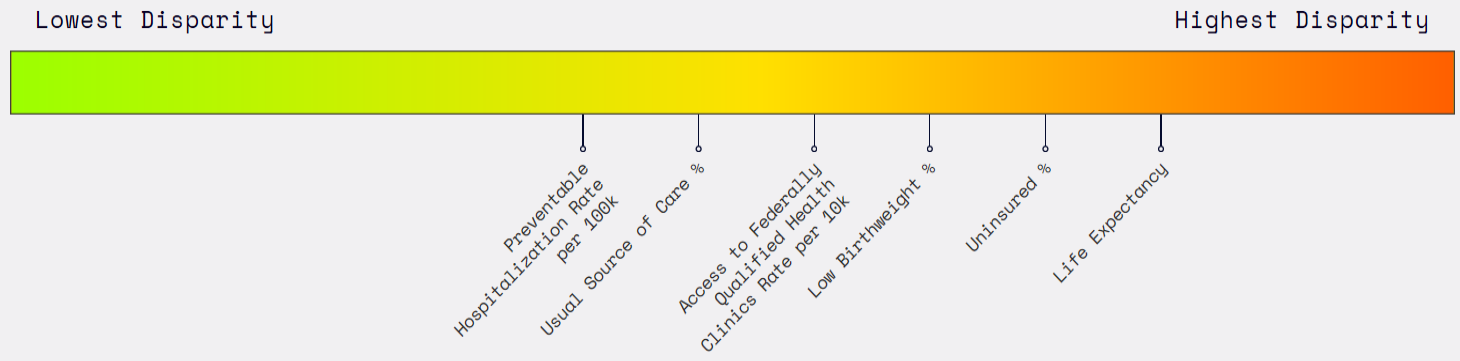 Lowest Disparity
Highest Disparity
Preventable
Hospitalization Rate
per 100k
Usual Source of Care %
Access to Federally
Qualified Health
Clinics Rate per 10k
Low Birthweight %
Uninsured %
Life Expectancy